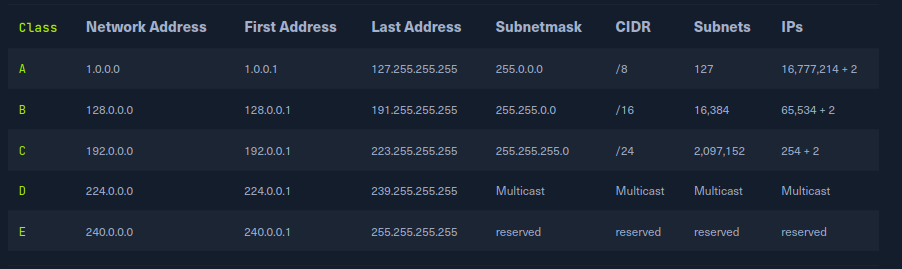 Class Network Address First Address Last Address Subnetmask CIDR Subnets IPs
A 1.0.0.0 1.0.0.1 127.255.255.255 255.0.0.0 /8 127 16,777,214 + 2
B 128.0.0.0 128.0.0.1 191.255.255.255 255.255.0.0 /16 16,384 65,534 + 2
C 192.0.0.0 192.0.0.1 223.255.255.255 255.255.255.0 /24 2,097,152 254 + 2
D 224.0.0.0 224.0.0.1 239.255.255.255 Multicast Multicast Multicast Multicast
E 240.0.0.0 240.0.0.1 255.255.255.255 reserved reserved reserved reserved